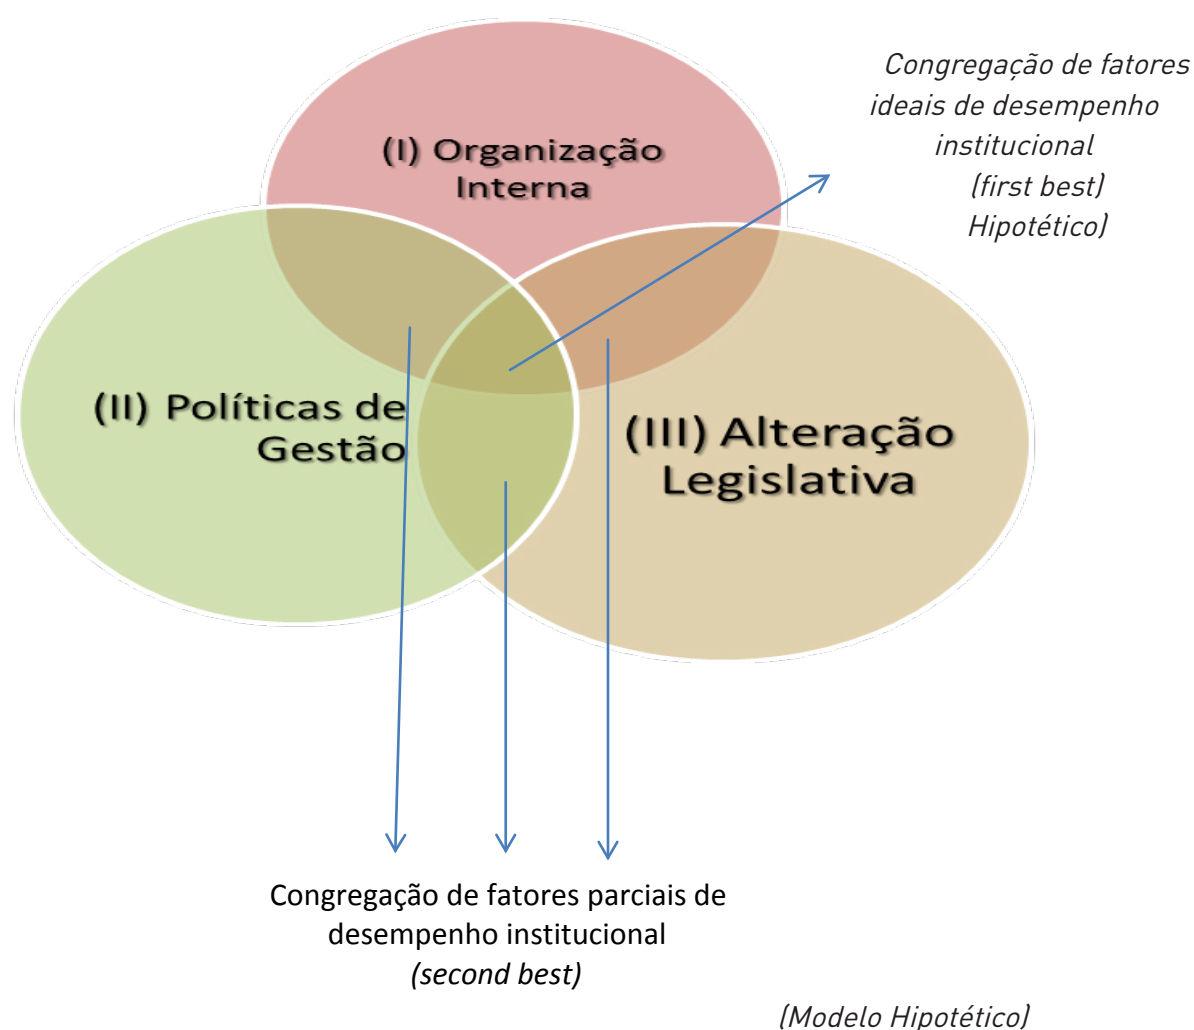 Congregação de fatores
ideais de desempenho
institucional
(first best)
Hipotético)
(I) Organização
Interna
(II) Políticas de
Gestão
(III) Alteração
Legislativa
Congregação de fatores parciais de
desempenho institucional
(second best)
(Modelo Hipotético)